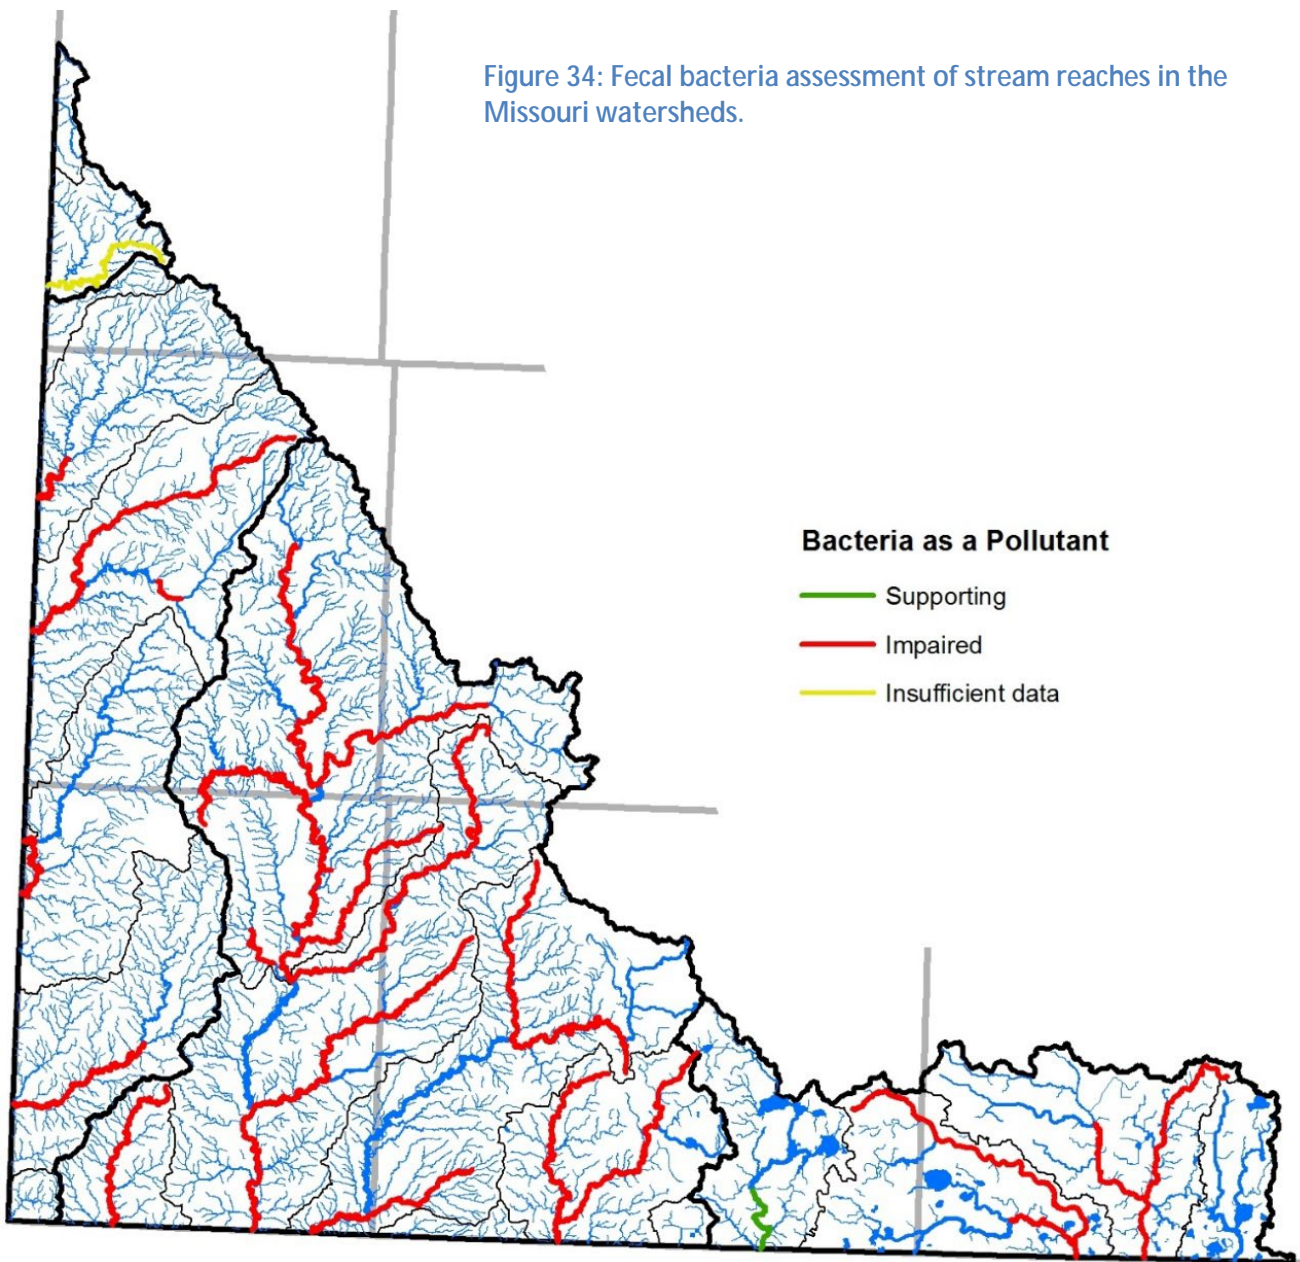 Figure 34: Fecal bacteria assessment of stream reaches in the
Missouri watersheds.
Bacteria as a Pollutant
Supporting
Impaired
Insufficient data